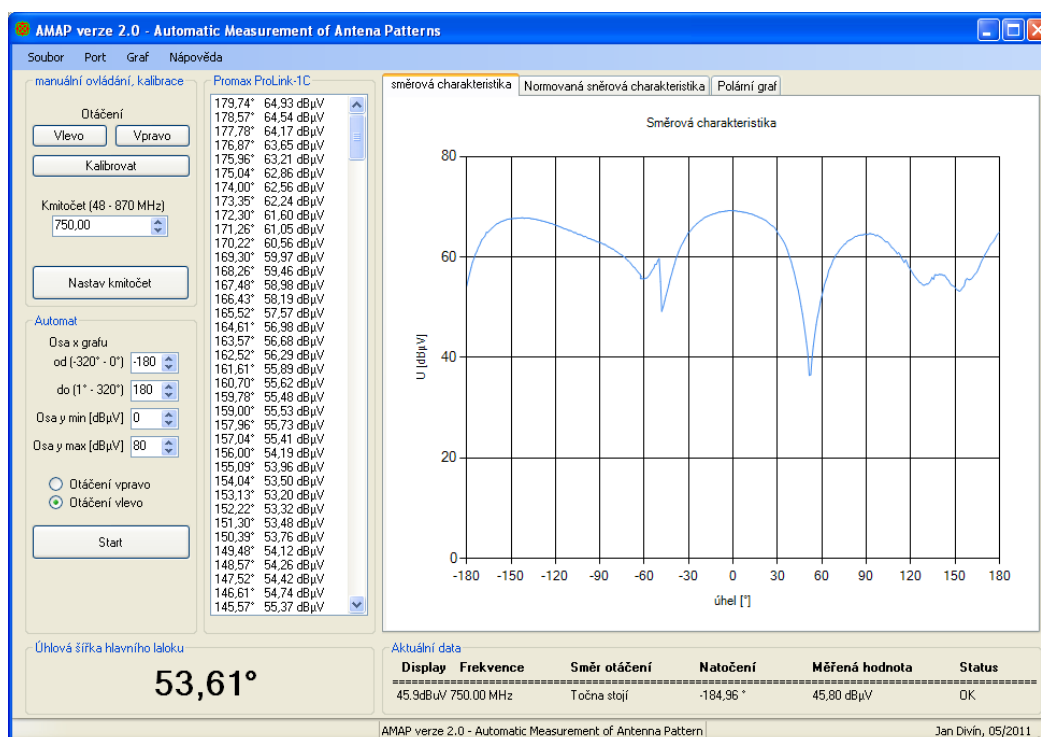 AMAP verze 2.0 - Automatic Measurement of Antena Patterns
Soubor Port Graf Nápověda
manuální ovládání, kalibrace
Otáčení
Vlevo Vpravo
Kalibrovat
Kmitočet (48 - 870 MHz)
750,00
Nastav kmitočet
Automat
Osa x grafu
od (-320° - 0°) -180
do (1° - 320°) 180
Osa y min [dBµV] 0
Osa y max [dBµV] 80
Otáčení vpravo
Otáčení vlevo
Start
Promax ProLink-1C
179,74° 64,93 dBµV
178,57° 64,54 dBµV
177,78° 64,17 dBµV
176,87° 63,65 dBµV
175,96° 63,21 dBµV
175,04° 62,86 dBµV
174,00° 62,56 dBµV
173,35° 62,24 dBµV
172,30° 61,60 dBµV
171,26° 61,05 dBµV
170,22° 60,56 dBµV
169,30° 59,97 dBµV
168,26° 59,46 dBµV
167,48° 58,98 dBµV
166,43° 58,19 dBµV
165,52° 57,57 dBµV
164,61° 56,98 dBµV
163,57° 56,68 dBµV
162,52° 56,29 dBµV
161,61° 55,89 dBµV
160,70° 55,62 dBµV
159,78° 55,48 dBµV
159,00° 55,53 dBµV
157,96° 55,73 dBµV
157,04° 55,41 dBµV
156,00° 54,19 dBµV
155,09° 53,96 dBµV
154,04° 53,50 dBµV
153,13° 53,20 dBµV
152,22° 53,32 dBµV
151,30° 53,48 dBµV
150,39° 53,76 dBµV
149,48° 54,12 dBµV
148,57° 54,26 dBµV
147,52° 54,42 dBµV
146,61° 54,74 dBµV
145,57° 55,37 dBµV
směrová charakteristika Normovaná sněrová charakteristika Polární graf
Směrová charakteristika
U [dBµV]
80
60
40
20
0
-180 -150 -120 -90 -60 -30 0 30 60 90 120 150 180
úhel [°]
Úhlová šířka hlavního laloku
53,61°
Aktuální data
Display Frekvence Směr otáčení Natočení Měřená hodnota Status
45.9dBuV 750.00 MHz Točna stojí -184,96 ° 45,80 dBµV OK
AMAP verze 2.0 - Automatic Measurement of Antenna Pattern Jan Divín, 05/2011